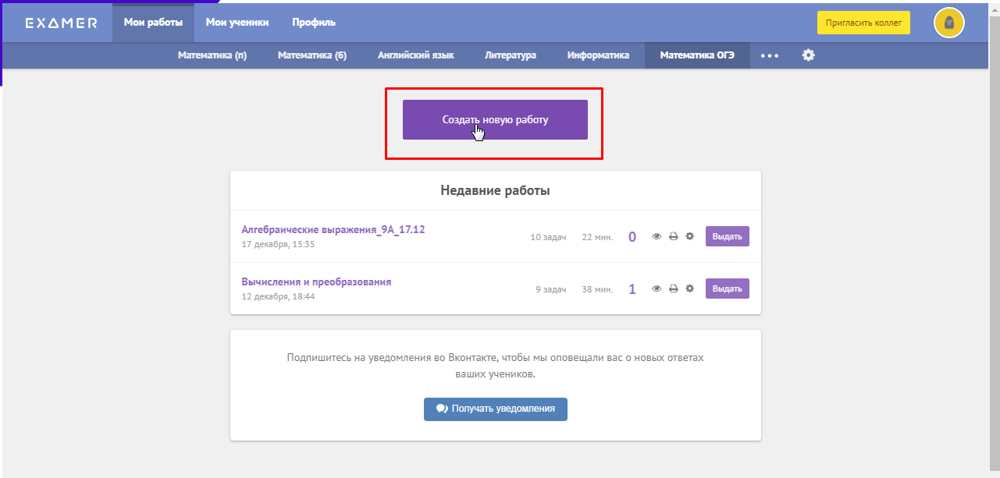 EXAMER Мои работы Мои ученики Профиль Пригласить коллег
Математика (п) Математика (б) Английский язык Литература Информатика Математика ОГЭ
Создать новую работу
Недавние работы
Алгебраические выражения_9А_17.12
17 декабря, 15:35
10 задач 22 мин. 0 Выдать
Вычисления и преобразования
12 декабря, 18:44
9 задач 38 мин. 1 Выдать
Подпишитесь на уведомления во Вконтакте, чтобы мы оповещали вас о новых ответах
ваших учеников.
Получать уведомления